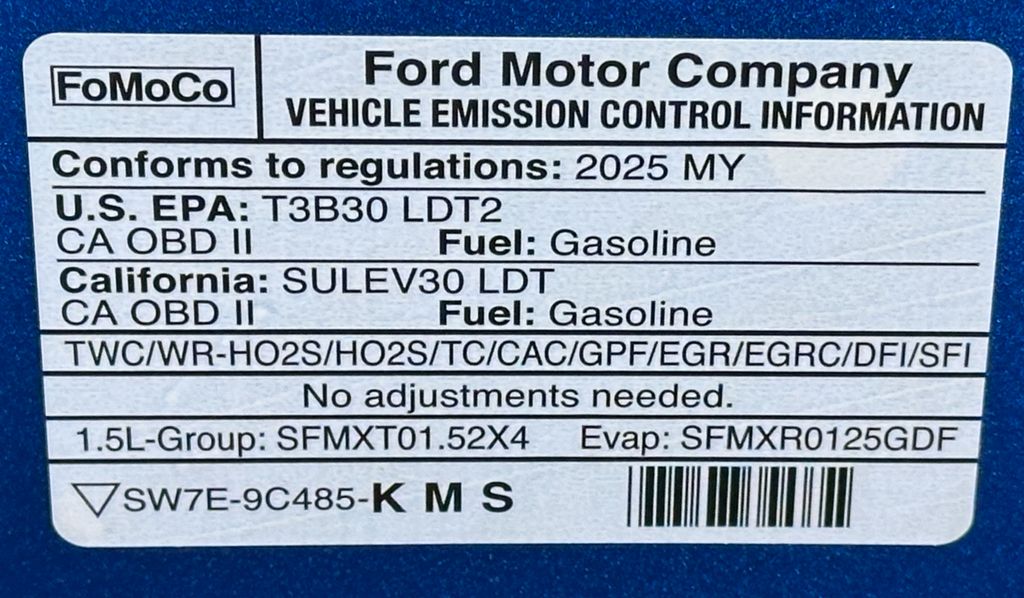 FoMoCo
Ford Motor Company
VEHICLE EMISSION CONTROL INFORMATION
Conforms to regulations: 2025 MY
U.S. EPA: T3B30 LDT2
CA OBD II Fuel: Gasoline
California: SULEV30 LDT
CA OBD II Fuel: Gasoline
TWC/WR-HO2S/HO2S/TC/CAC/GPF/EGR/EGRC/DFI/SFI
No adjustments needed.
1.5L-Group: SFMXT01.52X4 Evap: SFMXR0125GDF
SW7E-9C485-K M S